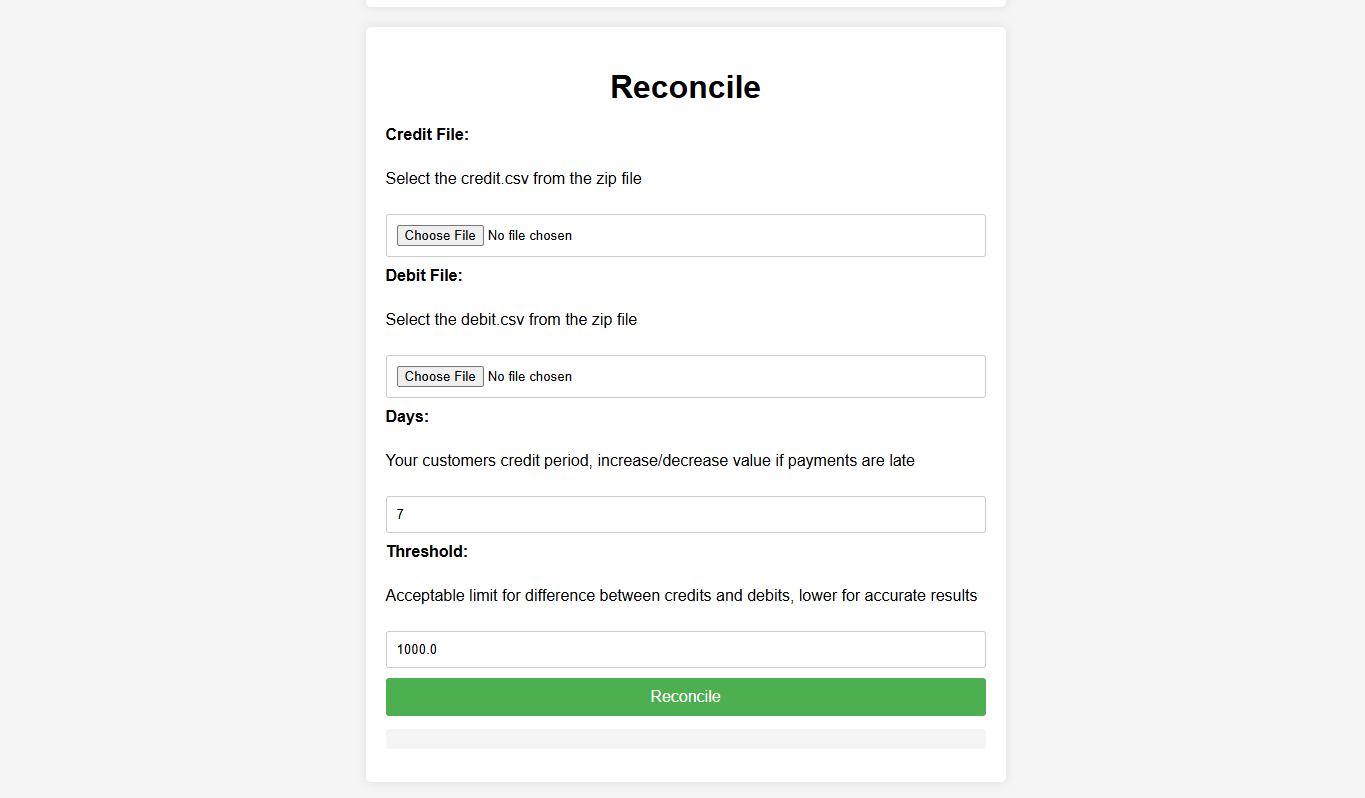 Reconcile
Credit File:
Select the credit.csv from the zip file
Choose File No file chosen
Debit File:
Select the debit.csv from the zip file
Choose File No file chosen
Days:
Your customers credit period, increase/decrease value if payments are late
7
Threshold:
Acceptable limit for difference between credits and debits, lower for accurate results
1000.0
Reconcile